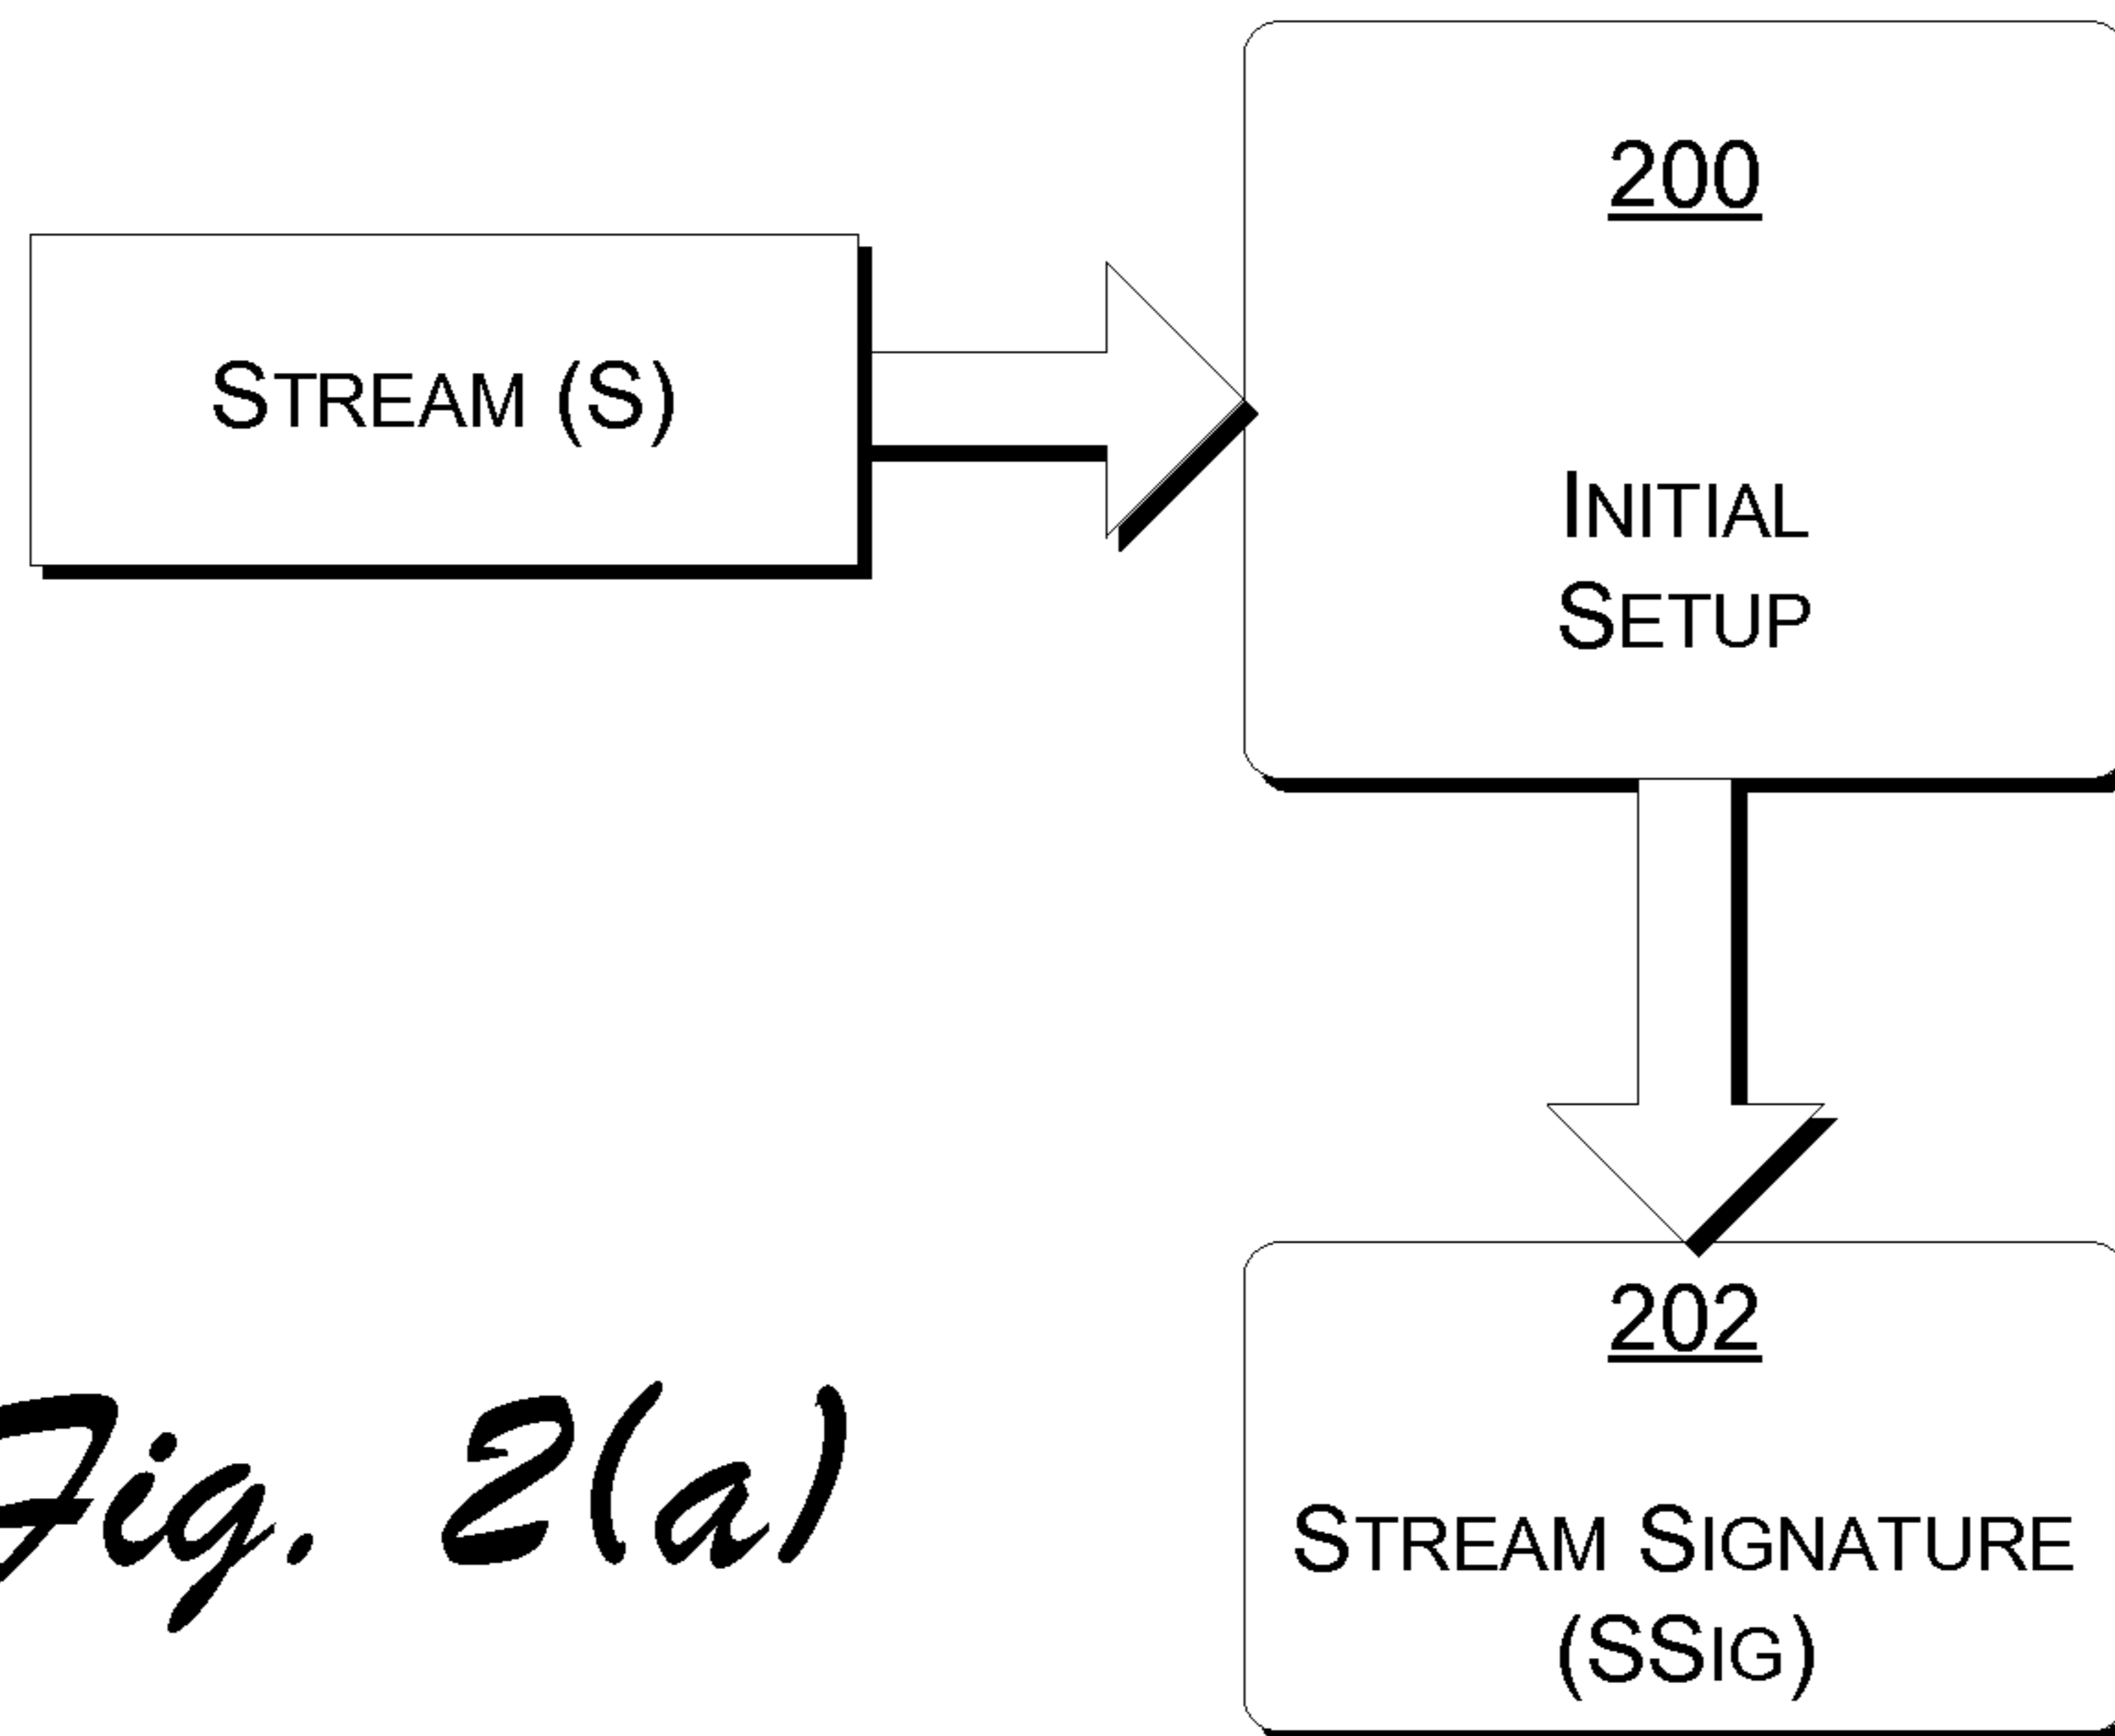 200
STREAM (S)
INITIAL
SETUP
202
STREAM SIGNATURE
(SSIG)
Fig. 2(a)